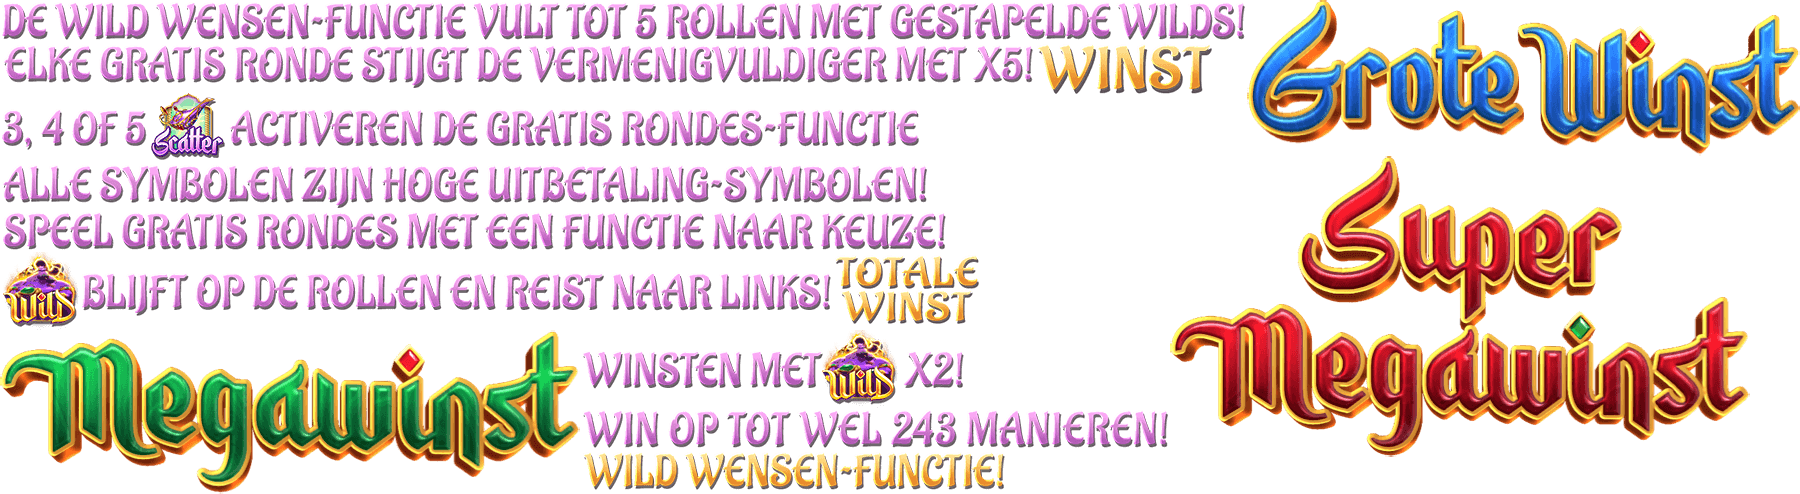 DE WILD WENSEN-FUNCTIE VULT TOT 5 ROLLEN MET GESTAPELDE WILDS!
ELKE GRATIS RONDE STIJGT DE VERMENIGVULDIGER MET X5!
WINST
Grote Winst
3, 4 OF 5 Scatter ACTIVEREN DE GRATIS RONDES-FUNCTIE
ALLE SYMBOLEN ZIJN HOGE UITBETALING-SYMBOLEN!
SPEEL GRATIS RONDES MET EEN FUNCTIE NAAR KEUZE!
Wild BLIJFT OP DE ROLLEN EN REIST NAAR LINKS!
TOTALE
WINST
Super
Megawinst
Megawinst
WINSTEN MET Wild X2!
WIN OP TOT WEL 243 MANIEREN!
WILD WENSEN-FUNCTIE!